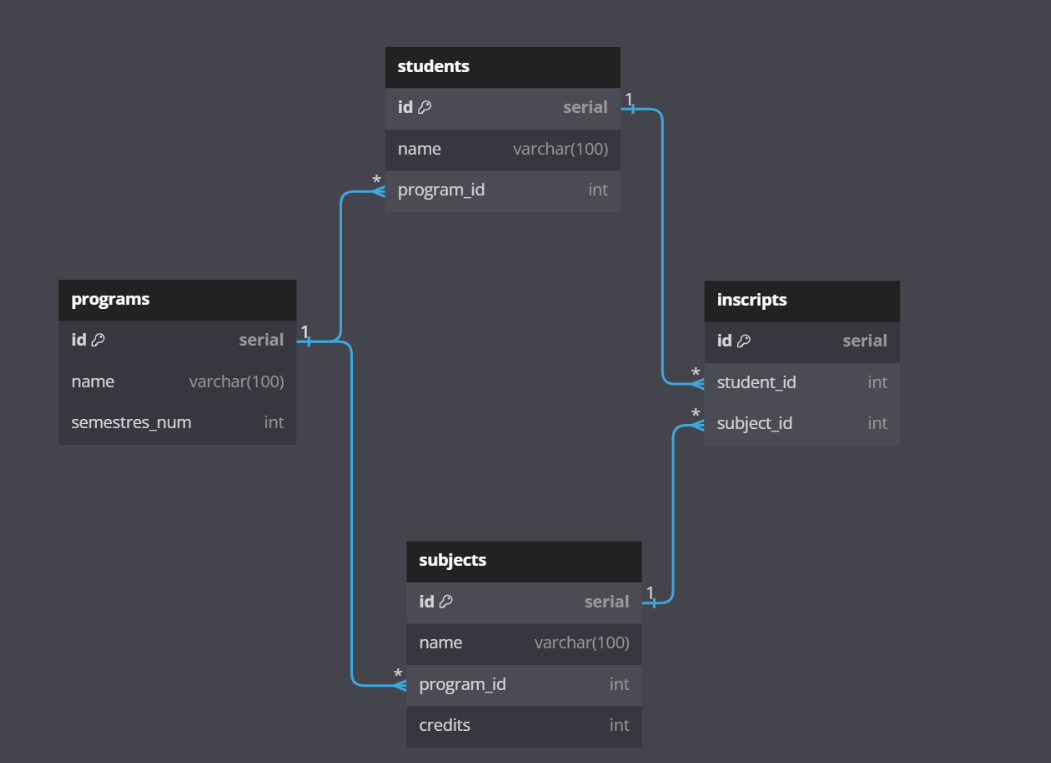 students
id serial
name varchar(100)
program_id int
programs
id serial
name varchar(100)
semestres_num int
inscripts
id serial
student_id int
subject_id int
subjects
id serial
name varchar(100)
program_id int
credits int
1
*
1
*
*
1
*